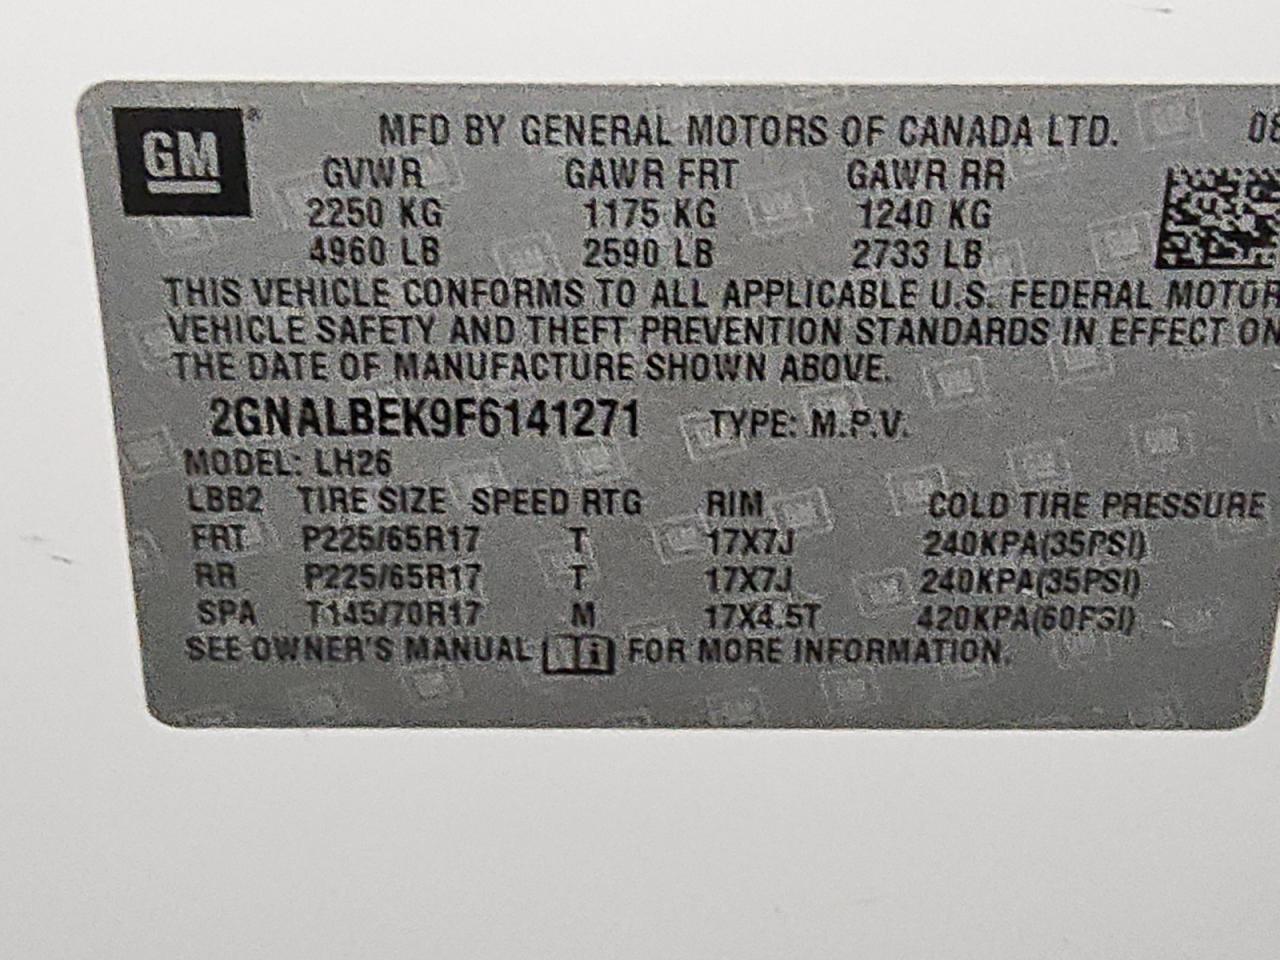 GM®
MFD BY GENERAL MOTORS OF CANADA LTD. 08
GVWR GAWR FRT GAWR RR
2250 KG 1175 KG 1240 KG
4960 LB 2590 LB 2733 LB
THIS VEHICLE CONFORMS TO ALL APPLICABLE U.S. FEDERAL MOTOR
VEHICLE SAFETY AND THEFT PREVENTION STANDARDS IN EFFECT ON
THE DATE OF MANUFACTURE SHOWN ABOVE.
2GNALBEK9F6141271 TYPE: M.P.V.
MODEL: LH26
LBB2 TIRE SIZE SPEED RTG RIM COLD TIRE PRESSURE
FRT P225/65R17 T 17X7J 240KPA(35PSI)
RR P225/65R17 T 17X7J 240KPA(35PSI)
SPA T145/70R17 M 17X4.5T 420KPA(60PSI)
SEE OWNER'S MANUAL i FOR MORE INFORMATION.